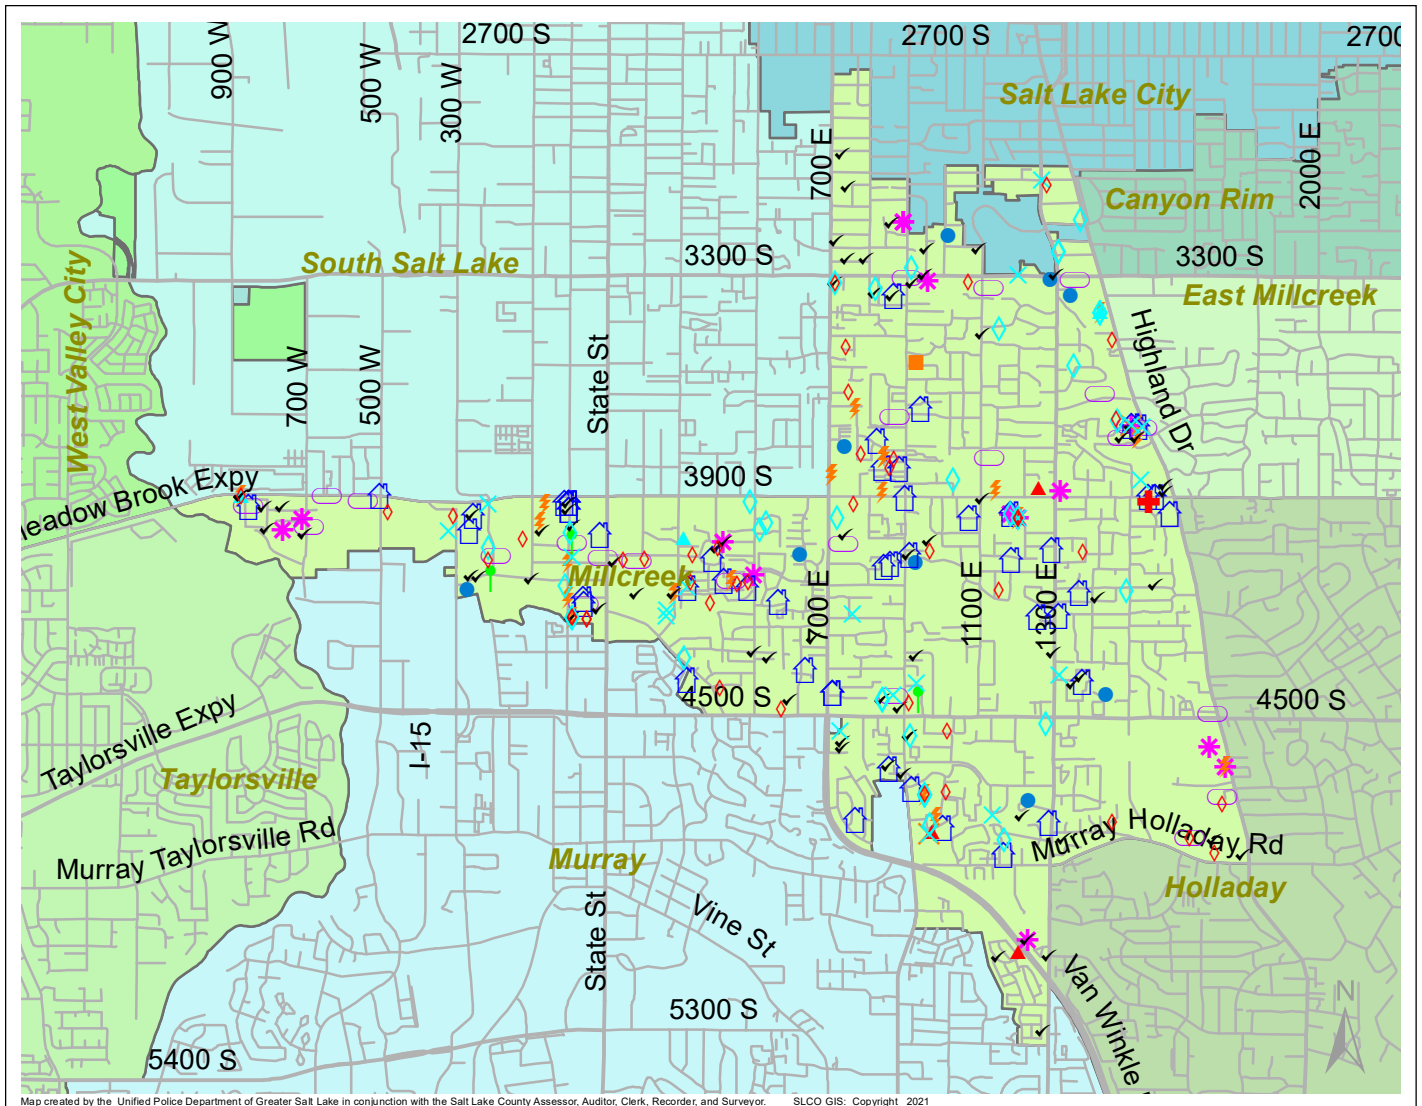 2700 S
2700 S
2700
900 W
500 W
300 W
Salt Lake City
700 E
2000 E
Canyon Rim
South Salt Lake
3300 S
3300 S
West Valley City
East Millcreek
Highland Dr
700 W
500 W
State St
3900 S
eadow Brook Expy
Millcreek
700 E
1100 E
1300 E
4500 S
4500 S
Taylorsville Expy
I-15
Taylorsville
Murray Taylorsville Rd
Murray
Murray Holladay Rd
Holladay
State St
Vine St
Van Winkle
5300 S
N
5400 S
Map created by the Unified Police Department of Greater Salt Lake in conjunction with the Salt Lake County Assessor, Auditor, Clerk, Recorder, and Surveyor. SLCO GIS: Copyright 2021